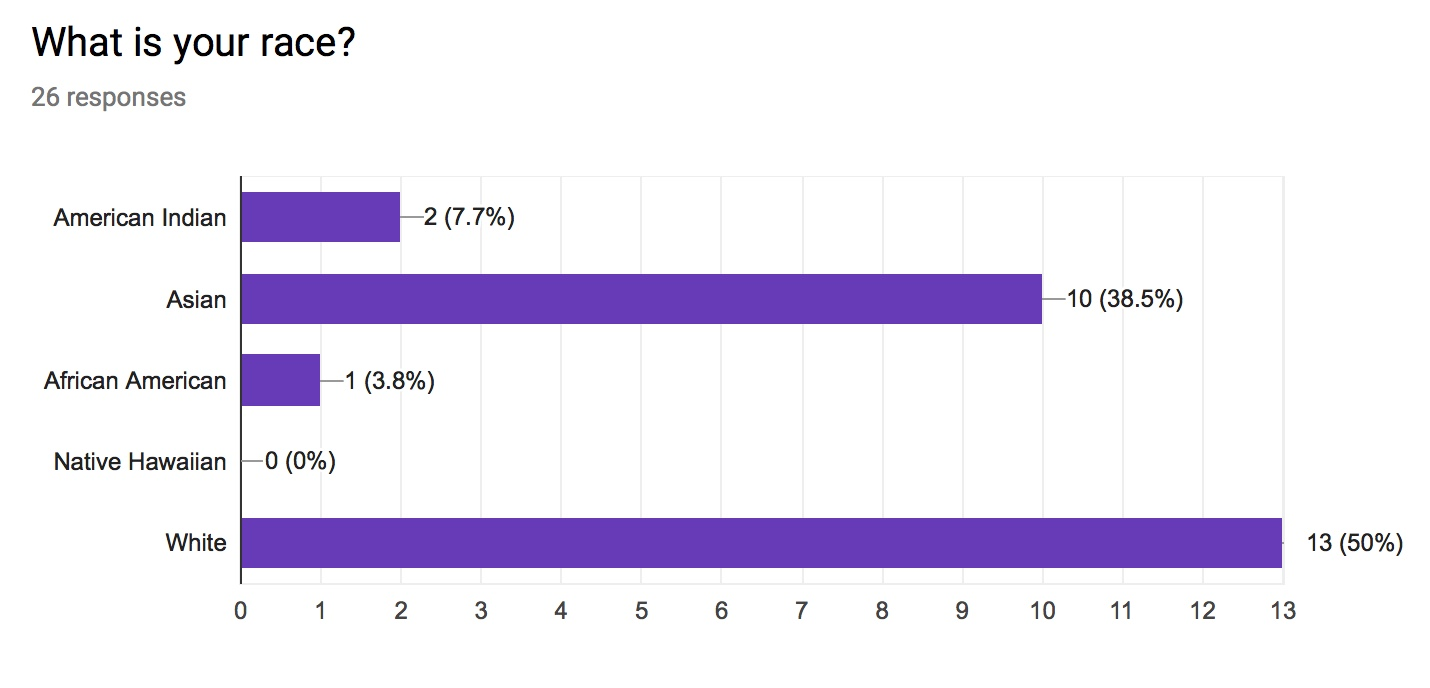 What is your race?
26 responses
American Indian 2 (7.7%)
Asian 10 (38.5%)
African American 1 (3.8%)
Native Hawaiian 0 (0%)
White 13 (50%)
0 1 2 3 4 5 6 7 8 9 10 11 12 13